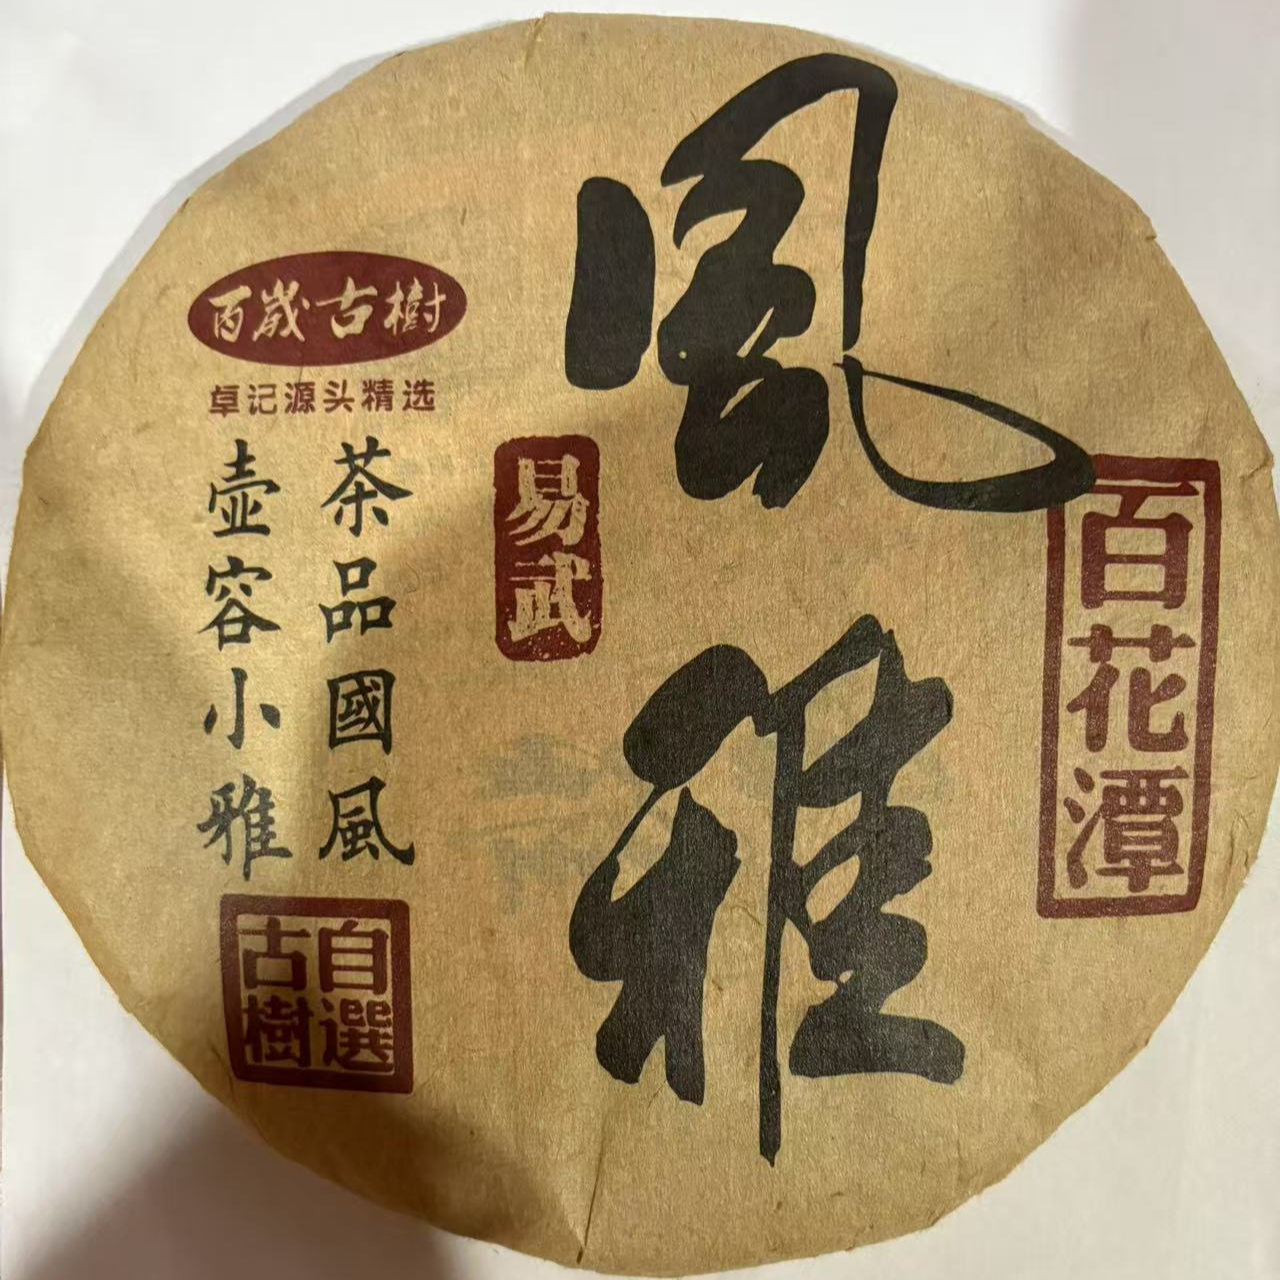 風雅
百花潭
易武
百歲古樹
卓记源头精选
茶品國風
壺容小雅
自選
古樹